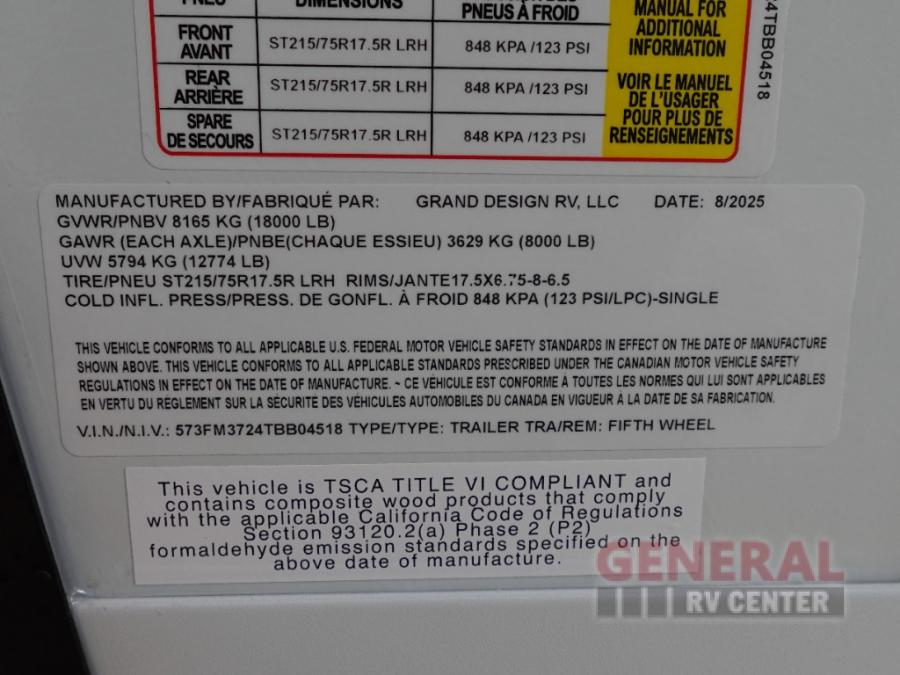 DIMENSIONS
PNEUS À FROID
MANUAL FOR
ADDITIONAL
INFORMATION
FRONT
AVANT
ST215/75R17.5R LRH
848 KPA /123 PSI
REAR
ARRIÈRE
ST215/75R17.5R LRH
848 KPA /123 PSI
SPARE
DE SECOURS
ST215/75R17.5R LRH
848 KPA /123 PSI
VOIR LE MANUEL
DE L'USAGER
POUR PLUS DE
RENSEIGNEMENTS
4TBB04518
MANUFACTURED BY/FABRIQUÉ PAR: GRAND DESIGN RV, LLC DATE: 8/2025
GVWR/PNBV 8165 KG (18000 LB)
GAWR (EACH AXLE)/PNBE(CHAQUE ESSIEU) 3629 KG (8000 LB)
UVW 5794 KG (12774 LB)
TIRE/PNEU ST215/75R17.5R LRH RIMS/JANTE17.5X6.75-8-6.5
COLD INFL. PRESS/PRESS. DE GONFL. À FROID 848 KPA (123 PSI/LPC)-SINGLE
THIS VEHICLE CONFORMS TO ALL APPLICABLE U.S. FEDERAL MOTOR VEHICLE SAFETY STANDARDS IN EFFECT ON THE DATE OF MANUFACTURE
SHOWN ABOVE. THIS VEHICLE CONFORMS TO ALL APPLICABLE STANDARDS PRESCRIBED UNDER THE CANADIAN MOTOR VEHICLE SAFETY
REGULATIONS IN EFFECT ON THE DATE OF MANUFACTURE. ~ CE VÉHICULE EST CONFORME À TOUTES LES NORMES QUI LUI SONT APPLICABLES
EN VERTU DU RÈGLEMENT SUR LA SÉCURITÉ DES VÉHICULES AUTOMOBILES DU CANADA EN VIGUEUR À LA DATE DE SA FABRICATION.
V.I.N./N.I.V.: 573FM3724TBB04518 TYPE/TYPE: TRAILER TRA/REM: FIFTH WHEEL
This vehicle is TSCA TITLE VI COMPLIANT and
contains composite wood products that comply
with the applicable California Code of Regulations
Section 93120.2(a) Phase 2 (P2)
formaldehyde emission standards specified on the
above date of manufacture.
GENERAL
RV CENTER